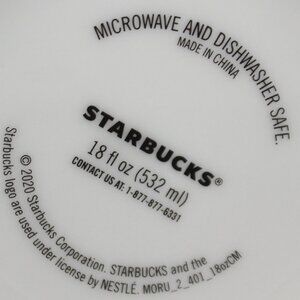 MICROWAVE AND DISHWASHER SAFE.
MADE IN CHINA
STARBUCKS®
18 fl oz (532 ml)
CONTACT US AT: 1-877-877-6331
© 2020 Starbucks Corporation. STARBUCKS and the
Starbucks logo are used under license by NESTLÉ. MORU_2_401_18ozCM